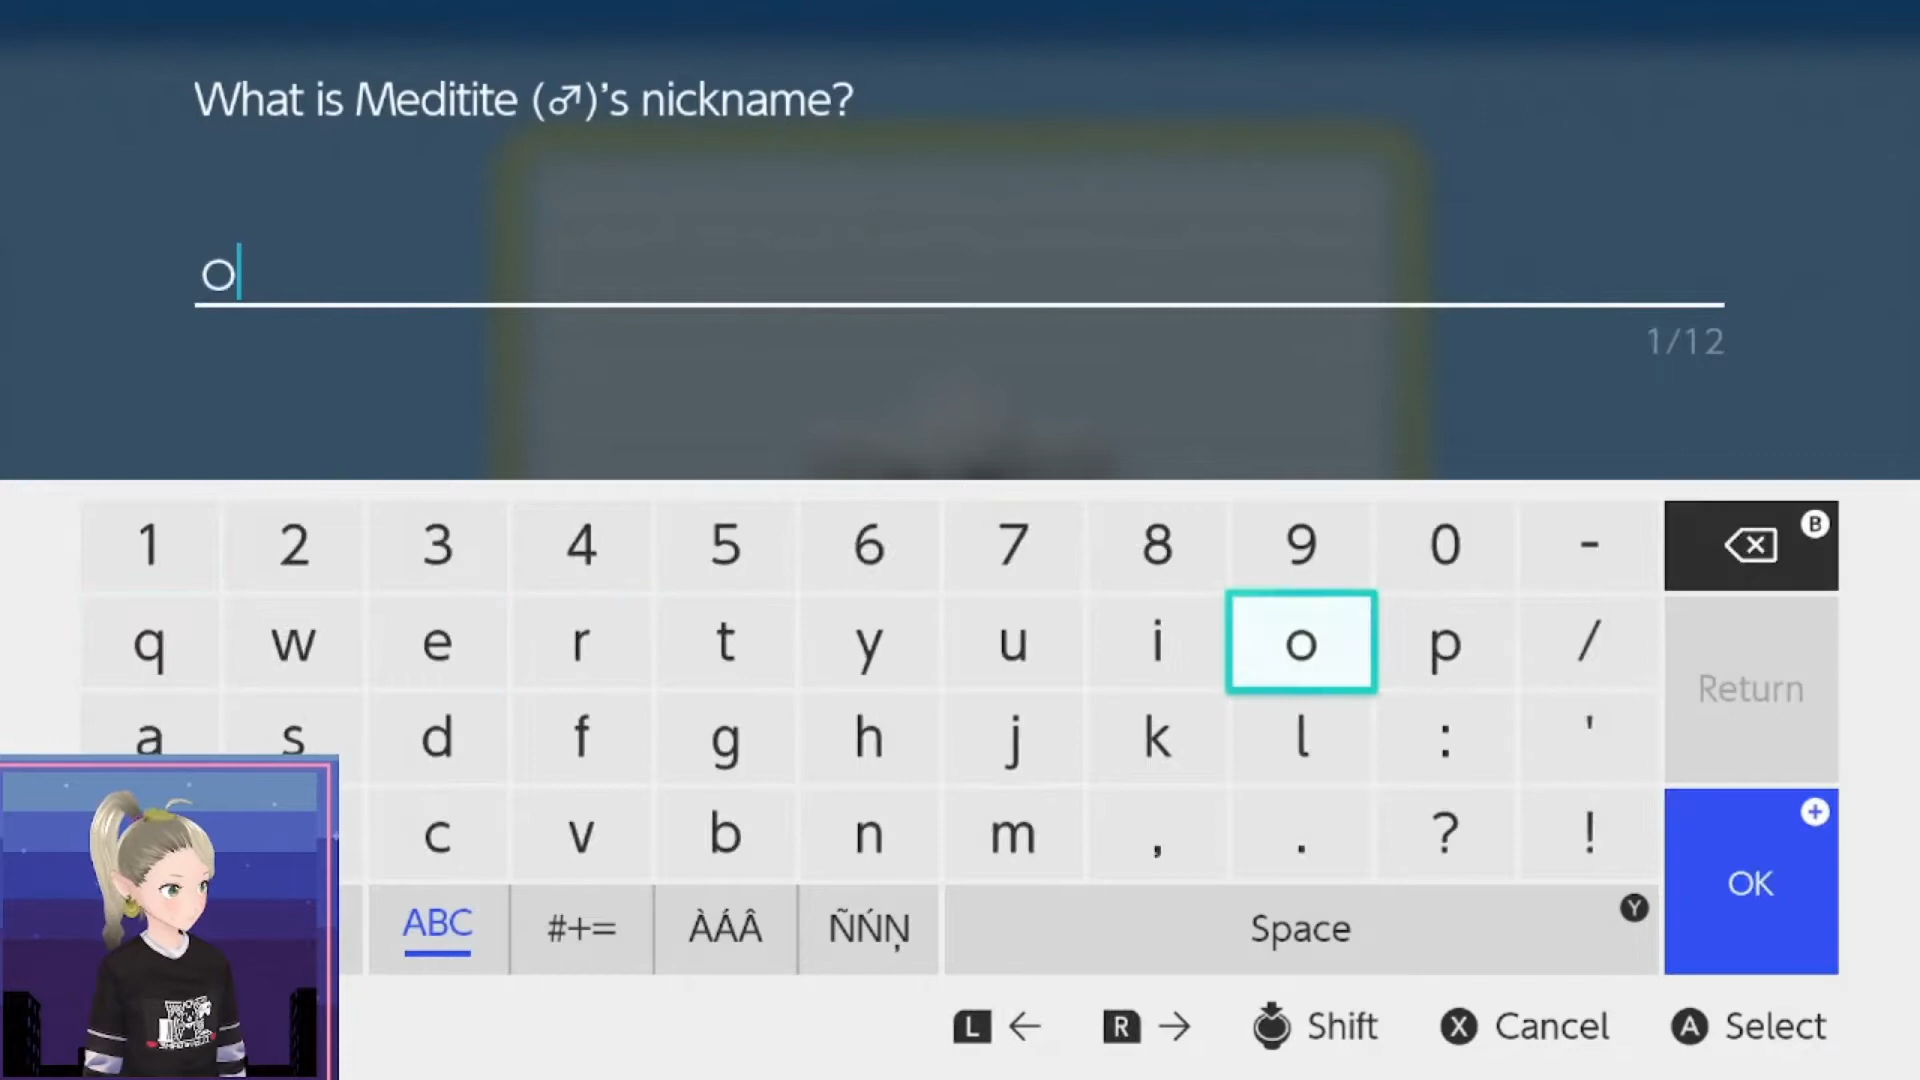 What is Meditite (♂)'s nickname?
O
1/12
1 2 3 4 5 6 7 8 9 0 -
q w e r t y u i o p /
Return
a s d f g h j k l : '
c v b n m , . ? !
OK
ABC #+= ÀÁÂ ÑŃŅ Space
L ← R → Shift X Cancel A Select
B
+
Y